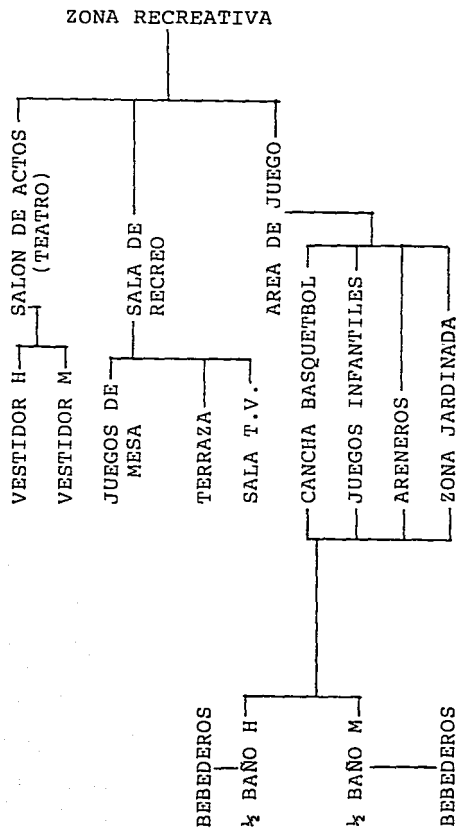 ZONA RECREATIVA
SALON DE ACTOS
(TEATRO)
VESTIDOR H
VESTIDOR M
SALA DE
RECREO
JUEGOS DE
MESA
TERRAZA
SALA T.V.
AREA DE JUEGO
CANCHA BASQUETBOL
JUEGOS INFANTILES
ARENEROS
ZONA JARDINADA
BEBEDEROS
½ BAÑO H
½ BAÑO M
BEBEDEROS